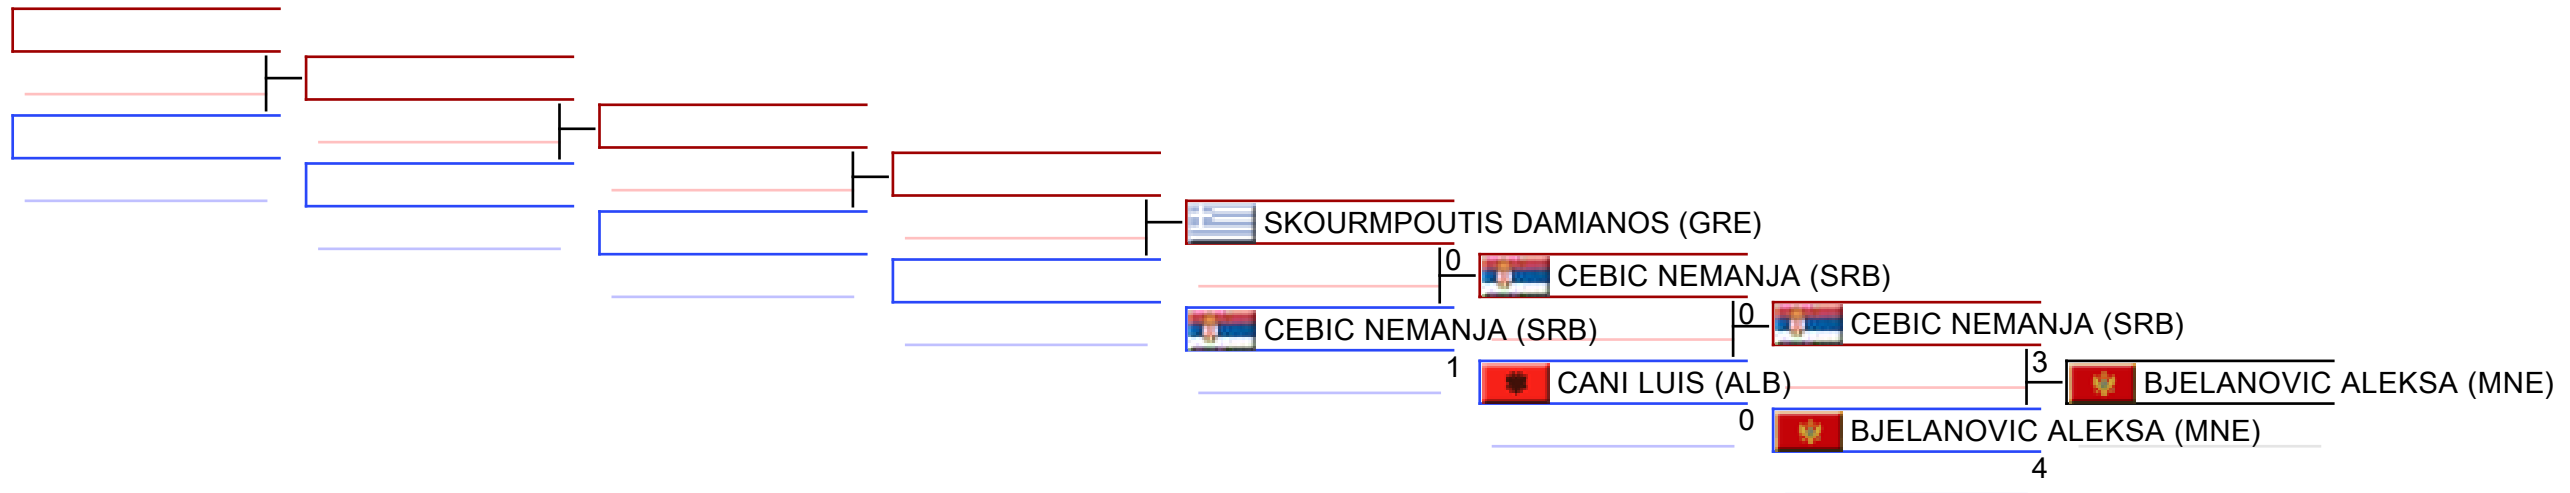 SKOURMPOUTIS DAMIANOS (GRE)
0
CEBIC NEMANJA (SRB)
CEBIC NEMANJA (SRB)
1
0
CEBIC NEMANJA (SRB)
CANI LUIS (ALB)
0
3
BJELANOVIC ALEKSA (MNE)
BJELANOVIC ALEKSA (MNE)
4